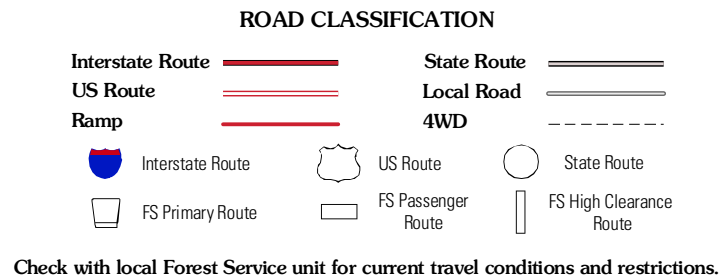 ROAD CLASSIFICATION
Interstate Route
State Route
US Route
Local Road
Ramp
4WD
Interstate Route
US Route
State Route
FS Primary Route
FS Passenger
Route
FS High Clearance
Route
Check with local Forest Service unit for current travel conditions and restrictions.